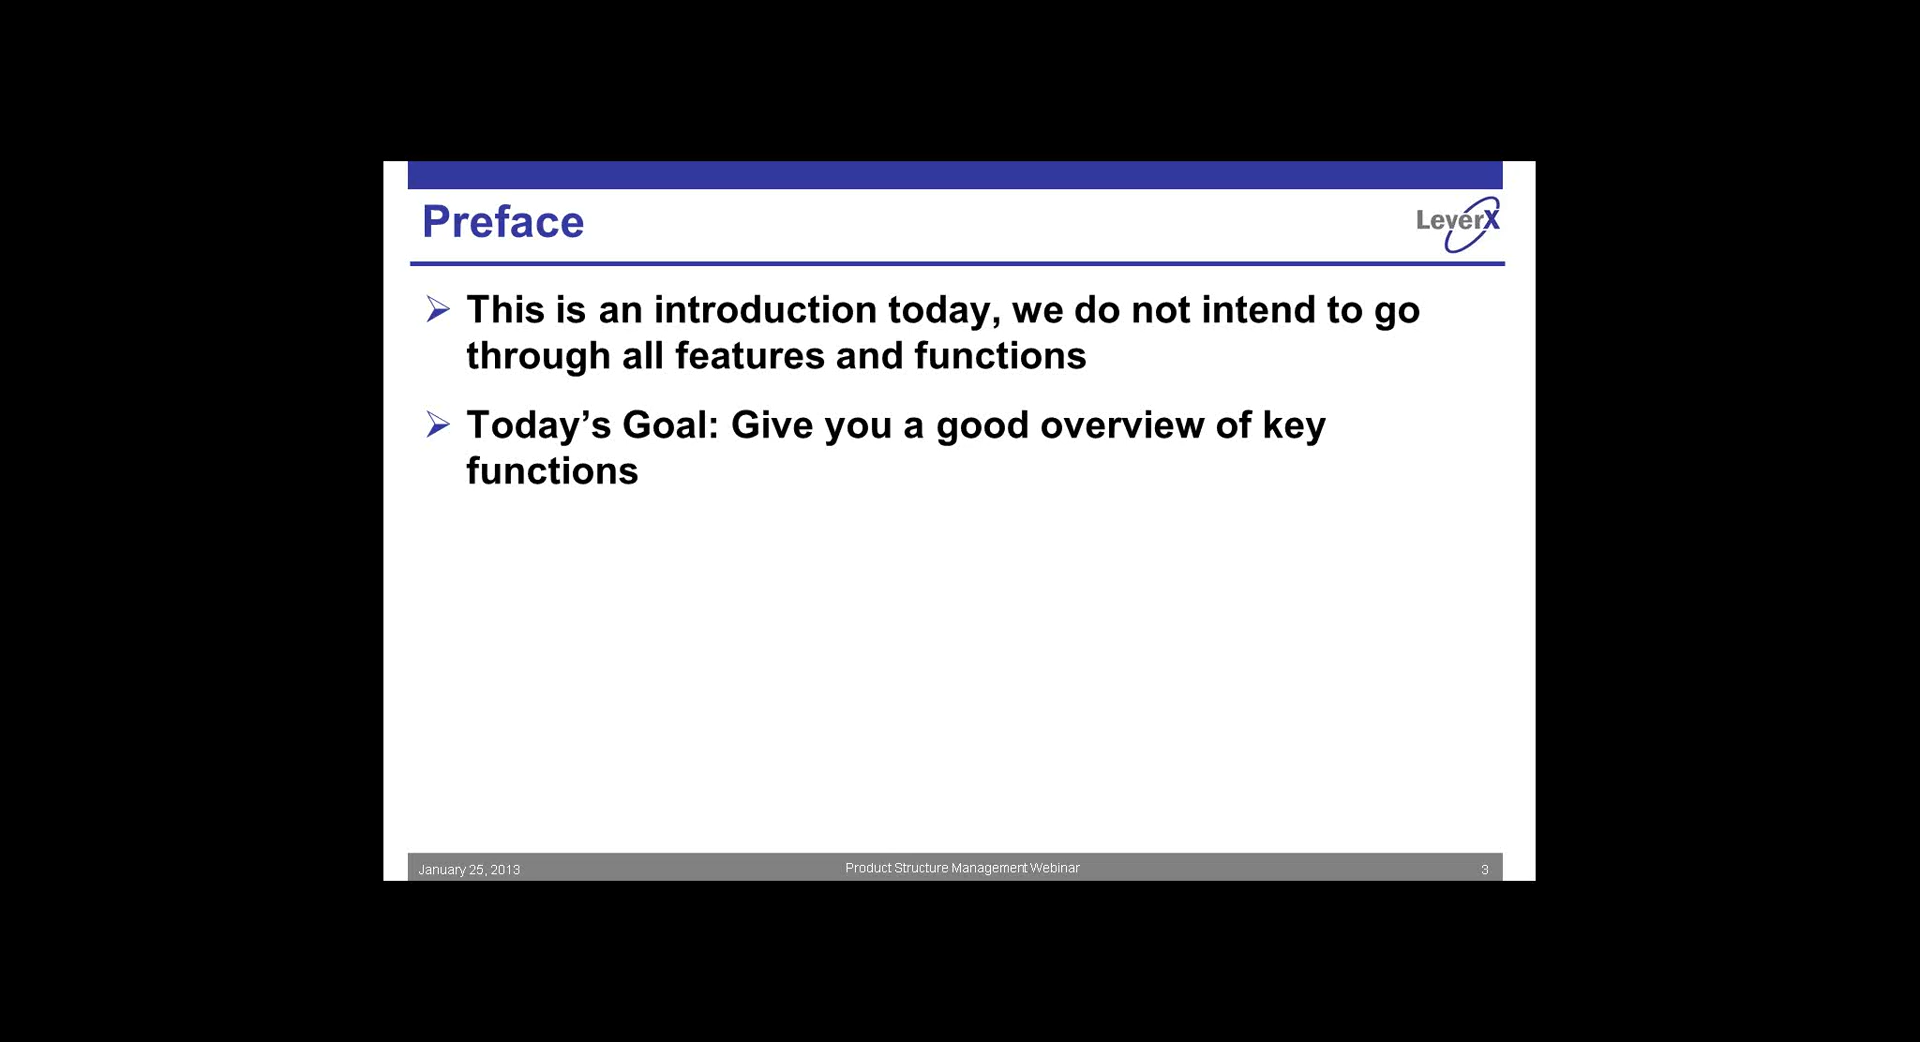 Preface
LeverX
This is an introduction today, we do not intend to go
through all features and functions
Today’s Goal: Give you a good overview of key
functions
January 25, 2013
Product Structure Management Webinar
3